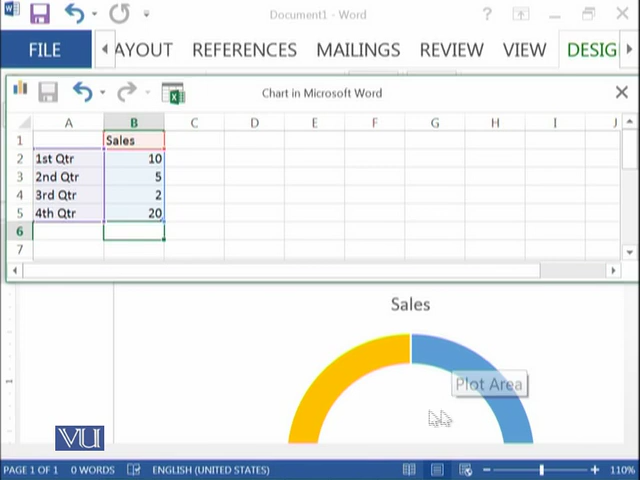 Document1 - Word
?
FILE
AYOUT REFERENCES MAILINGS REVIEW VIEW DESIG
Chart in Microsoft Word
A B C D E F G H I J
1 Sales
2 1st Qtr 10
3 2nd Qtr 5
4 3rd Qtr 2
5 4th Qtr 20
6
7
Sales
Plot Area
1
VU
PAGE 1 OF 1 0 WORDS ENGLISH (UNITED STATES) 110%